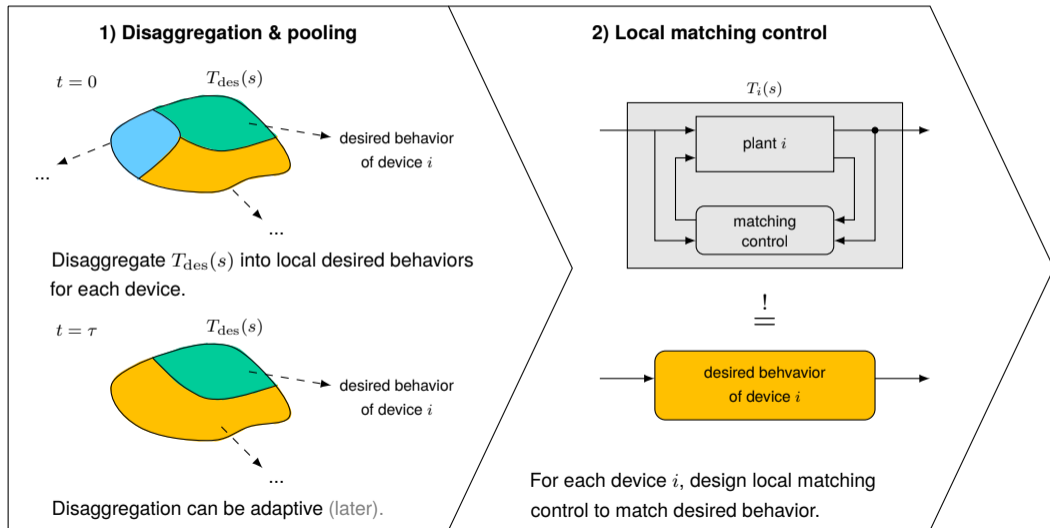 1) Disaggregation & pooling
t = 0
T_des(s)
desired behavior
of device i
...
...
Disaggregate T_des(s) into local desired behaviors
for each device.
t = τ
T_des(s)
desired behavior
of device i
...
Disaggregation can be adaptive (later).
2) Local matching control
T_i(s)
plant i
matching
control
!
=
desired behvavior
of device i
For each device i, design local matching
control to match desired behavior.